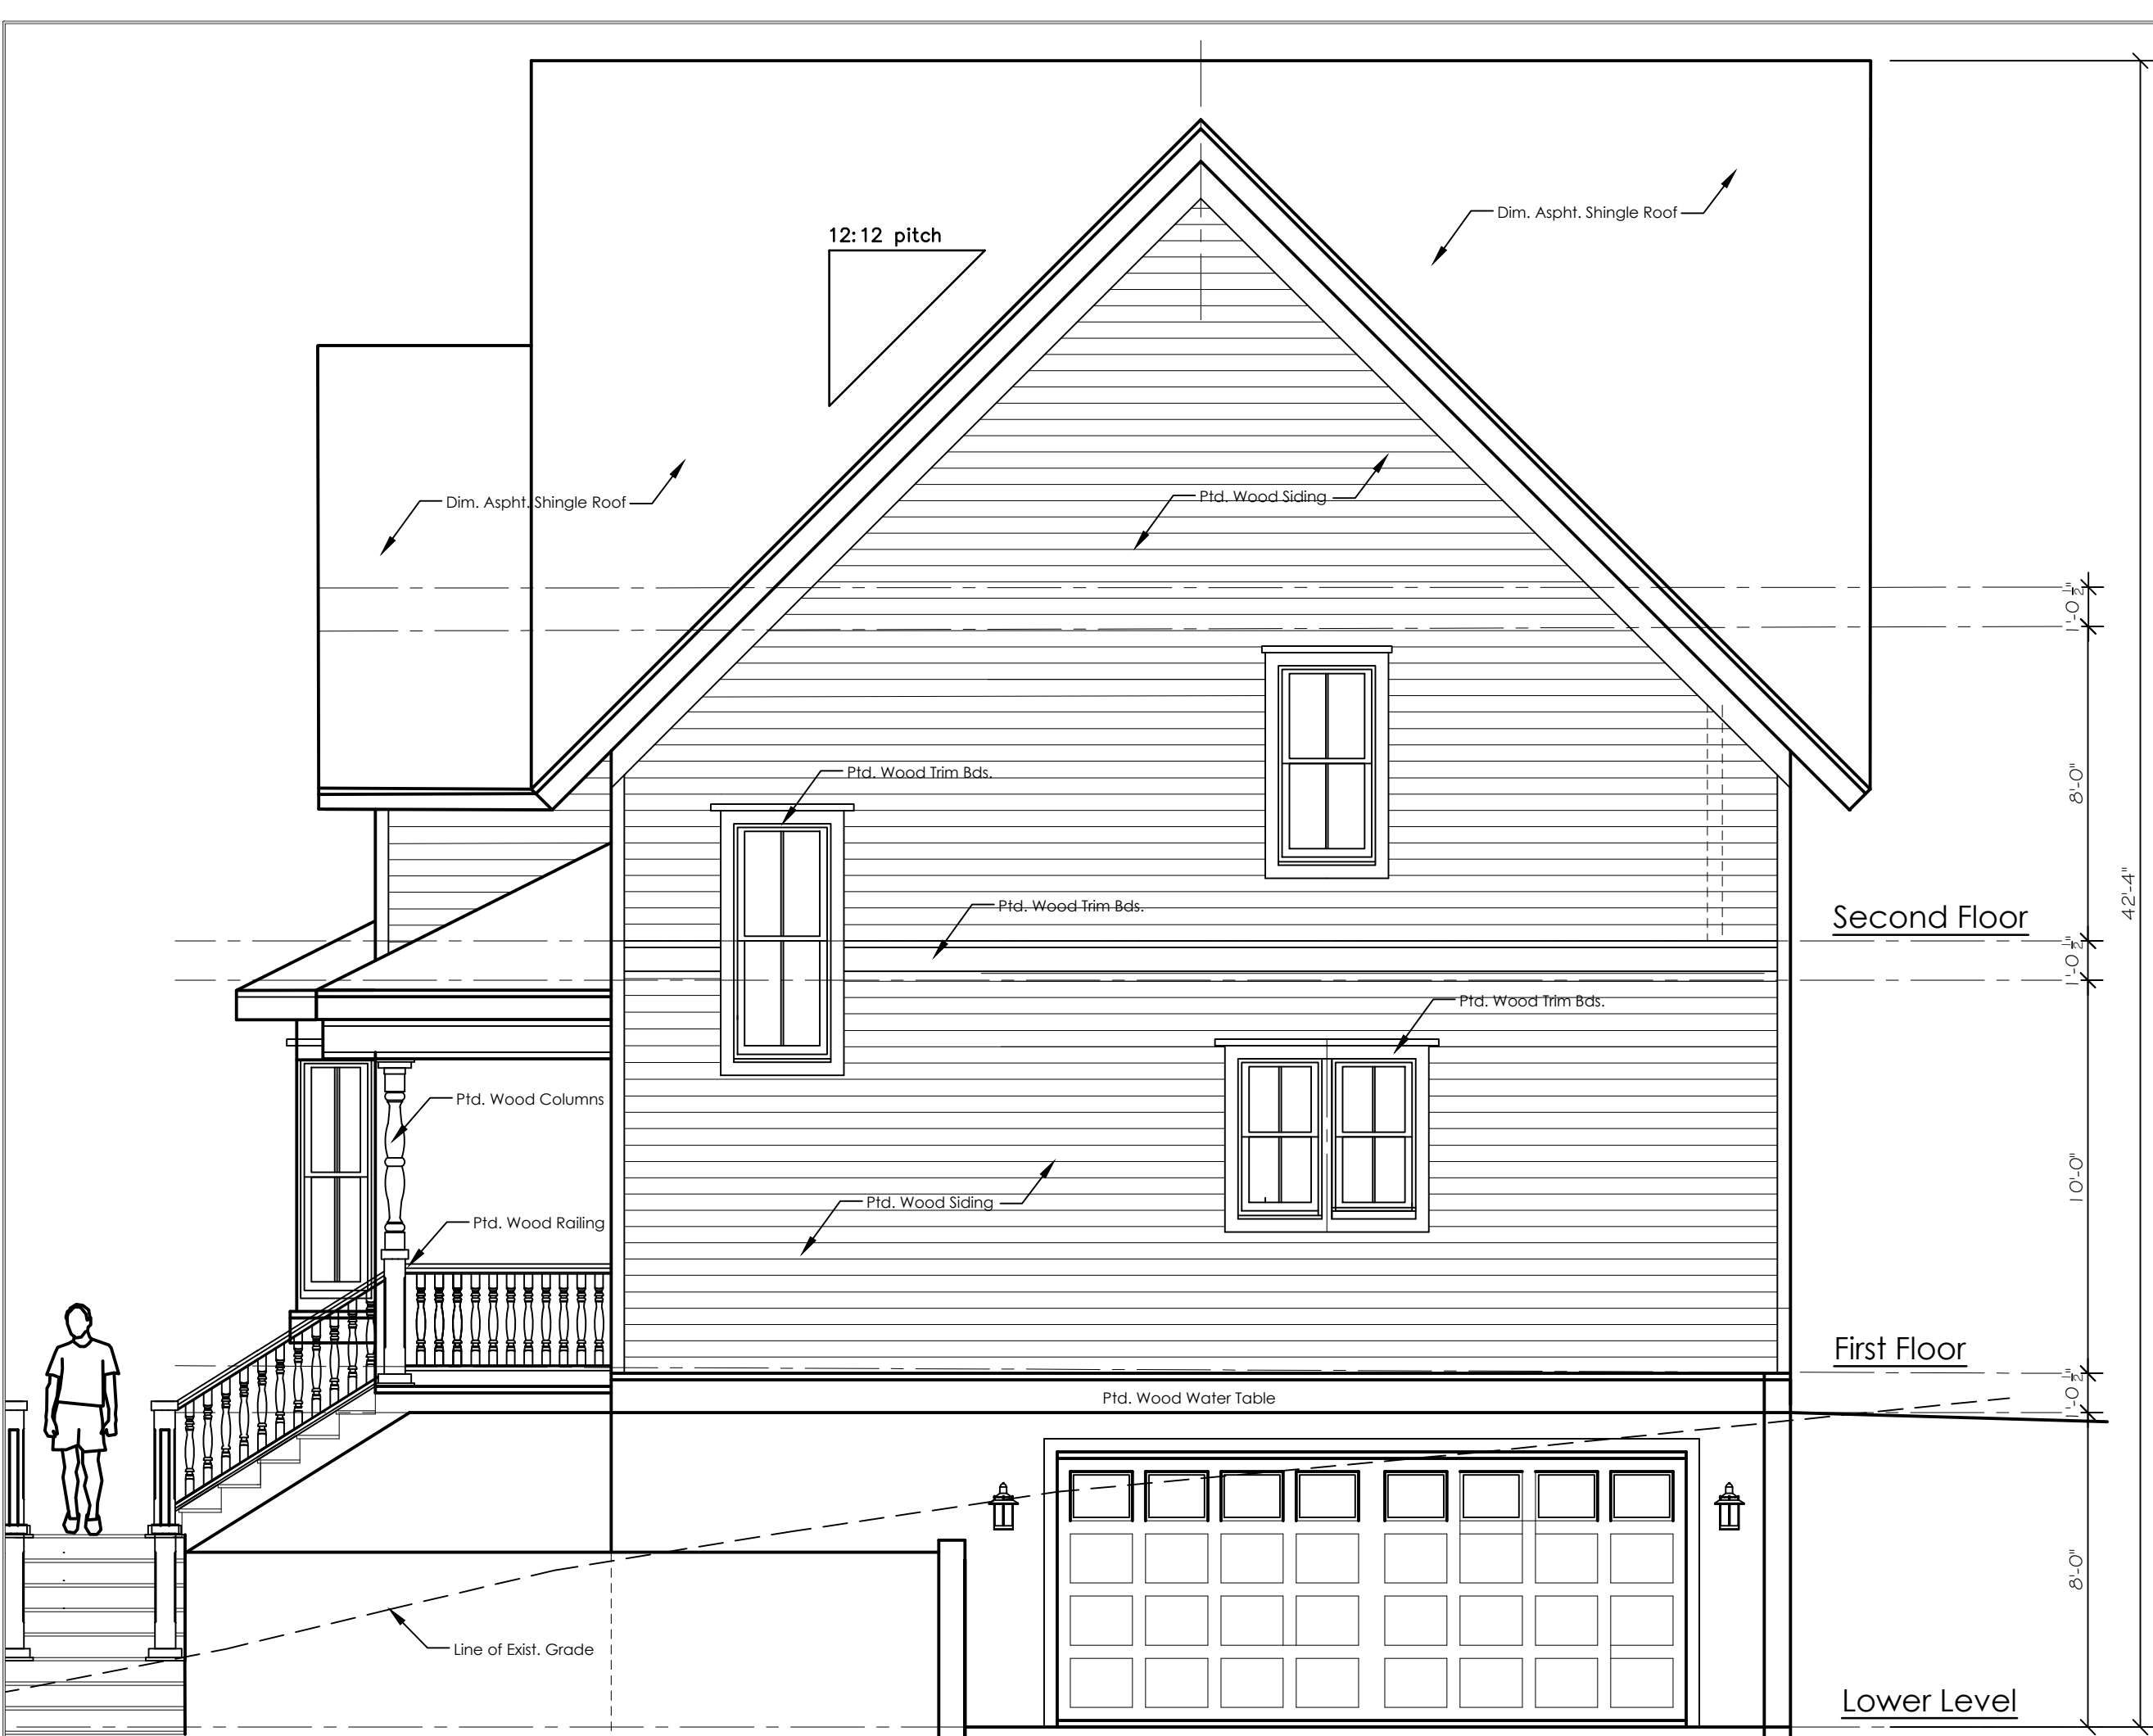 12:12 pitch
Dim. Aspht. Shingle Roof
Dim. Aspht. Shingle Roof
Ptd. Wood Siding
1'-0 1/2"
Ptd. Wood Trim Bds.
8'-0"
42'-4"
Ptd. Wood Trim Bds.
Second Floor
1'-0 1/2"
Ptd. Wood Trim Bds.
Ptd. Wood Columns
10'-0"
Ptd. Wood Siding
Ptd. Wood Railing
First Floor
1'-0 1/2"
Ptd. Wood Water Table
8'-0"
Line of Exist. Grade
Lower Level